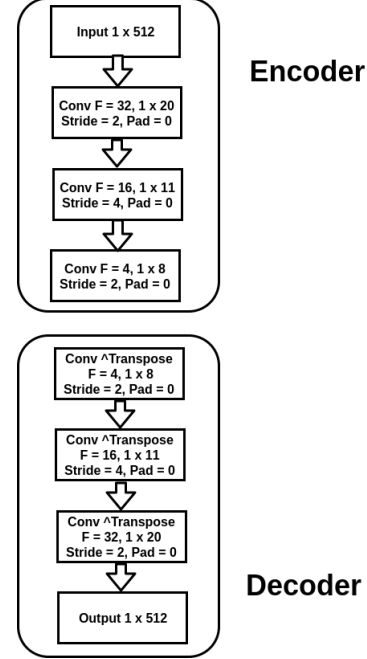 Input 1 x 512
Encoder
Conv F = 32, 1 x 20
Stride = 2, Pad = 0
Conv F = 16, 1 x 11
Stride = 4, Pad = 0
Conv F = 4, 1 x 8
Stride = 2, Pad = 0
Conv ^Transpose
F = 4, 1 x 8
Stride = 2, Pad = 0
Conv ^Transpose
F = 16, 1 x 11
Stride = 4, Pad = 0
Conv ^Transpose
F = 32, 1 x 20
Stride = 2, Pad = 0
Decoder
Output 1 x 512